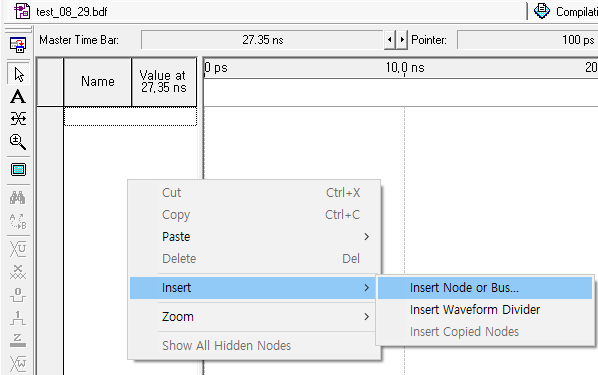 test_08_29.bdf
Compilati
Master Time Bar:
27.35 ns
Pointer:
100 ps
Name
Value at
27,35 ns
0 ps
10,0 ns
20
A
Cut Ctrl+X
Copy Ctrl+C
Paste
Delete Del
Insert
Zoom
Show All Hidden Nodes
Insert Node or Bus...
Insert Waveform Divider
Insert Copied Nodes